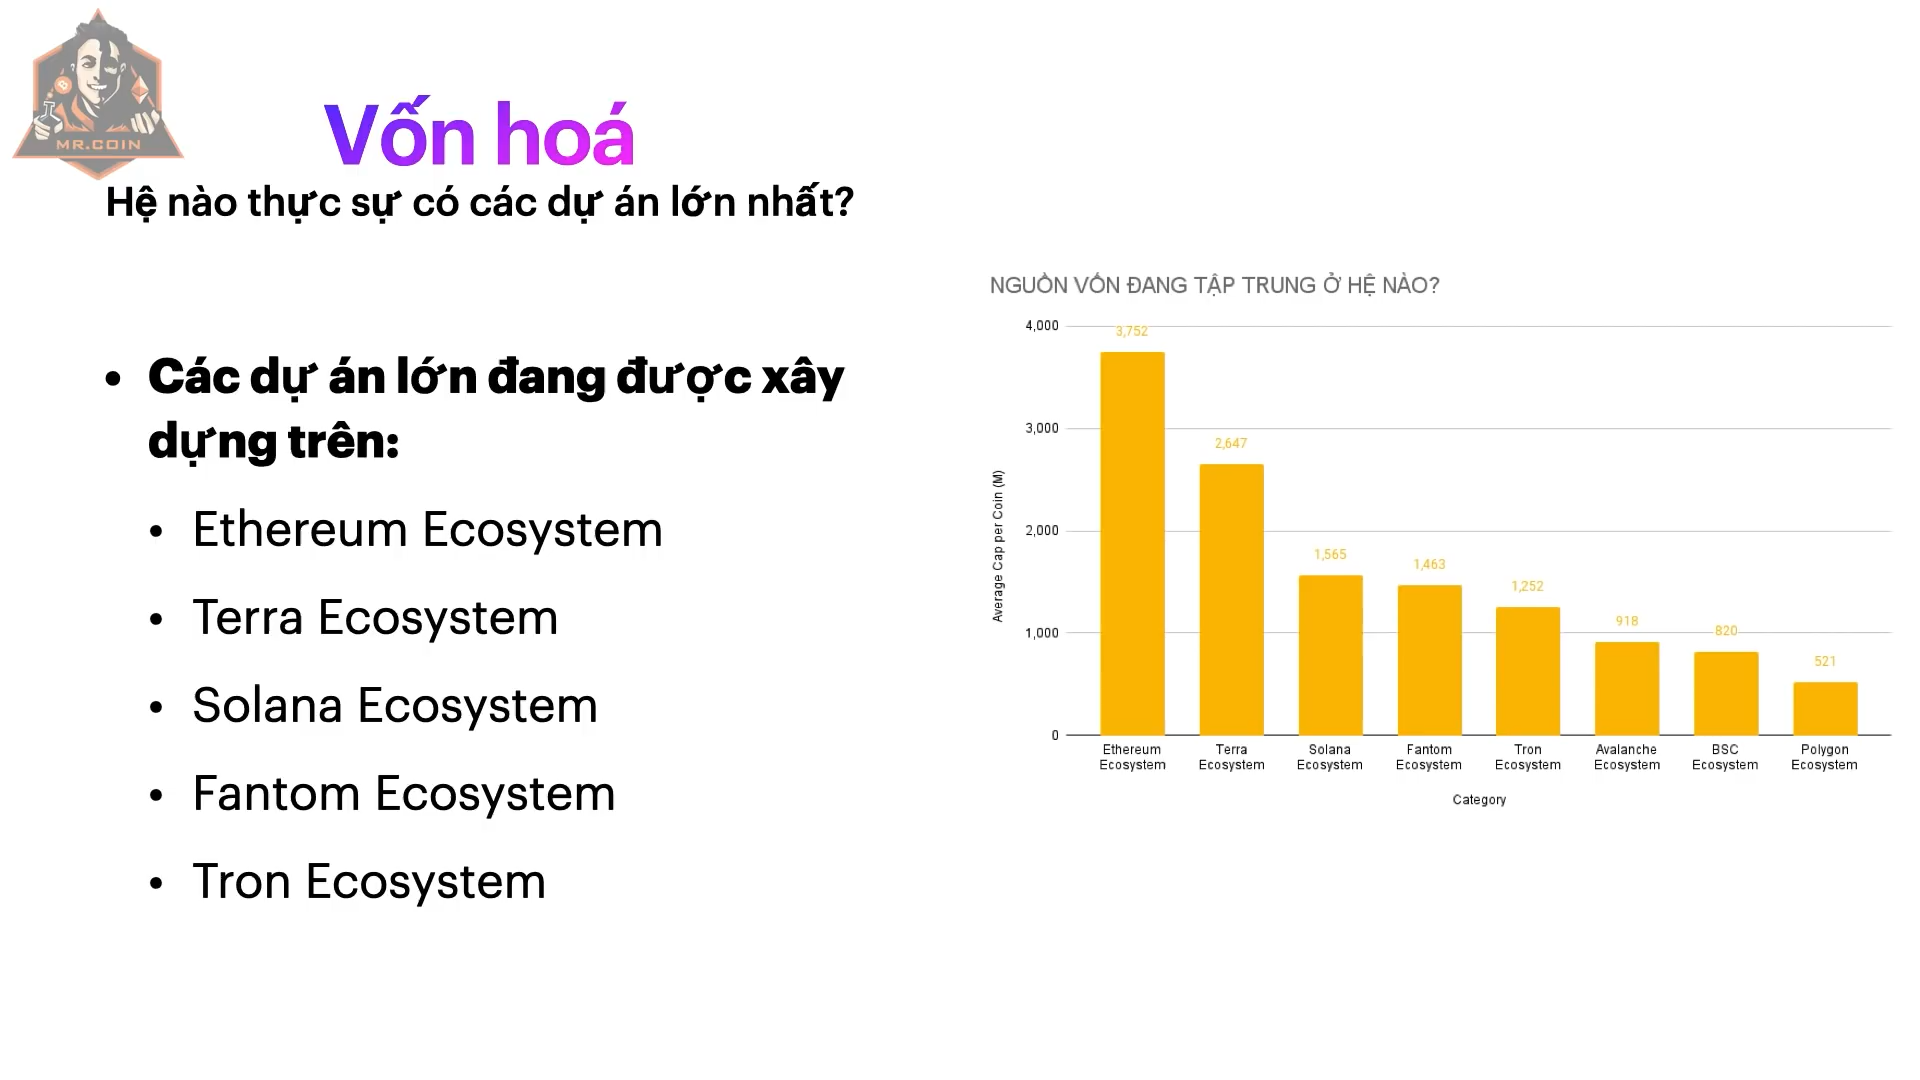 MR.COIN
Vốn hoá
Hệ nào thực sự có các dự án lớn nhất?
• Các dự án lớn đang được xây
dựng trên:
• Ethereum Ecosystem
• Terra Ecosystem
• Solana Ecosystem
• Fantom Ecosystem
• Tron Ecosystem
NGUỒN VỐN ĐANG TẬP TRUNG Ở HỆ NÀO?
Average Cap per Coin (M)
4,000
3,000
2,000
1,000
0
3,752
2,647
1,565
1,463
1,252
918
820
521
Ethereum
Ecosystem
Terra
Ecosystem
Solana
Ecosystem
Fantom
Ecosystem
Tron
Ecosystem
Avalanche
Ecosystem
BSC
Ecosystem
Polygon
Ecosystem
Category